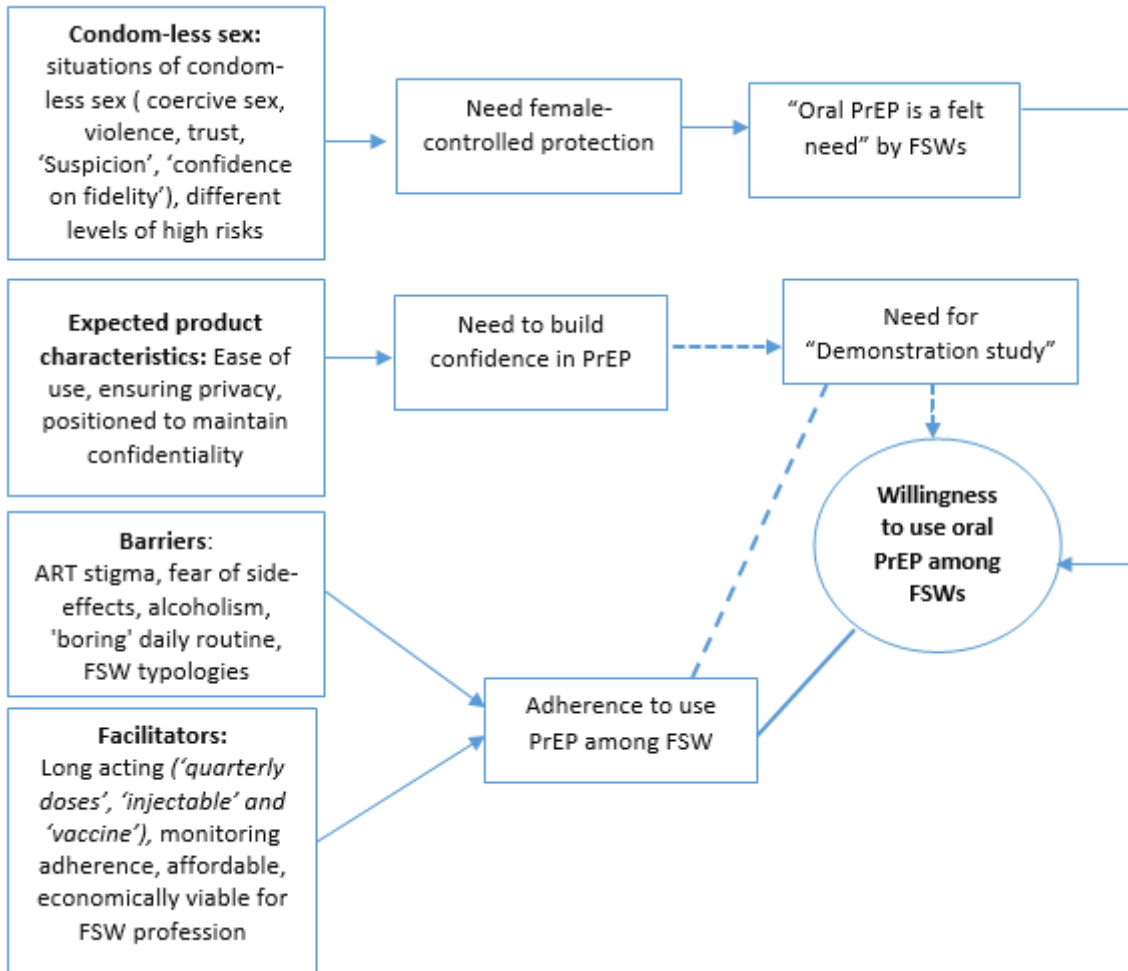 Condom-less sex:
situations of condom-
less sex ( coercive sex,
violence, trust,
‘Suspicion’, ‘confidence
on fidelity’), different
levels of high risks
Need female-
controlled protection
“Oral PrEP is a felt
need” by FSWs
Expected product
characteristics: Ease of
use, ensuring privacy,
positioned to maintain
confidentiality
Need to build
confidence in PrEP
Need for
“Demonstration study”
Willingness
to use oral
PrEP among
FSWs
Barriers:
ART stigma, fear of side-
effects, alcoholism,
'boring' daily routine,
FSW typologies
Adherence to use
PrEP among FSW
Facilitators:
Long acting (‘quarterly
doses’, ‘injectable’ and
‘vaccine’), monitoring
adherence, affordable,
economically viable for
FSW profession